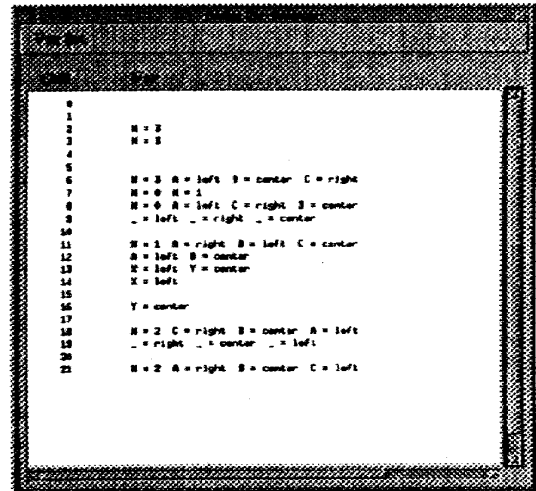 0
1
2 N = 3
3 N = 3
4
5
6 N = 3 A = left B = center C = right
7 N = 0 M = 1
8 N = 0 A = left C = right B = center
9 _ = left _ = right _ = center
10
11 N = 1 A = right B = left C = center
12 A = left B = center
13 X = left Y = center
14 X = left
15
16 Y = center
17
18 N = 2 C = right B = center A = left
19 _ = right _ = center _ = left
20
21 N = 2 A = right B = center C = left